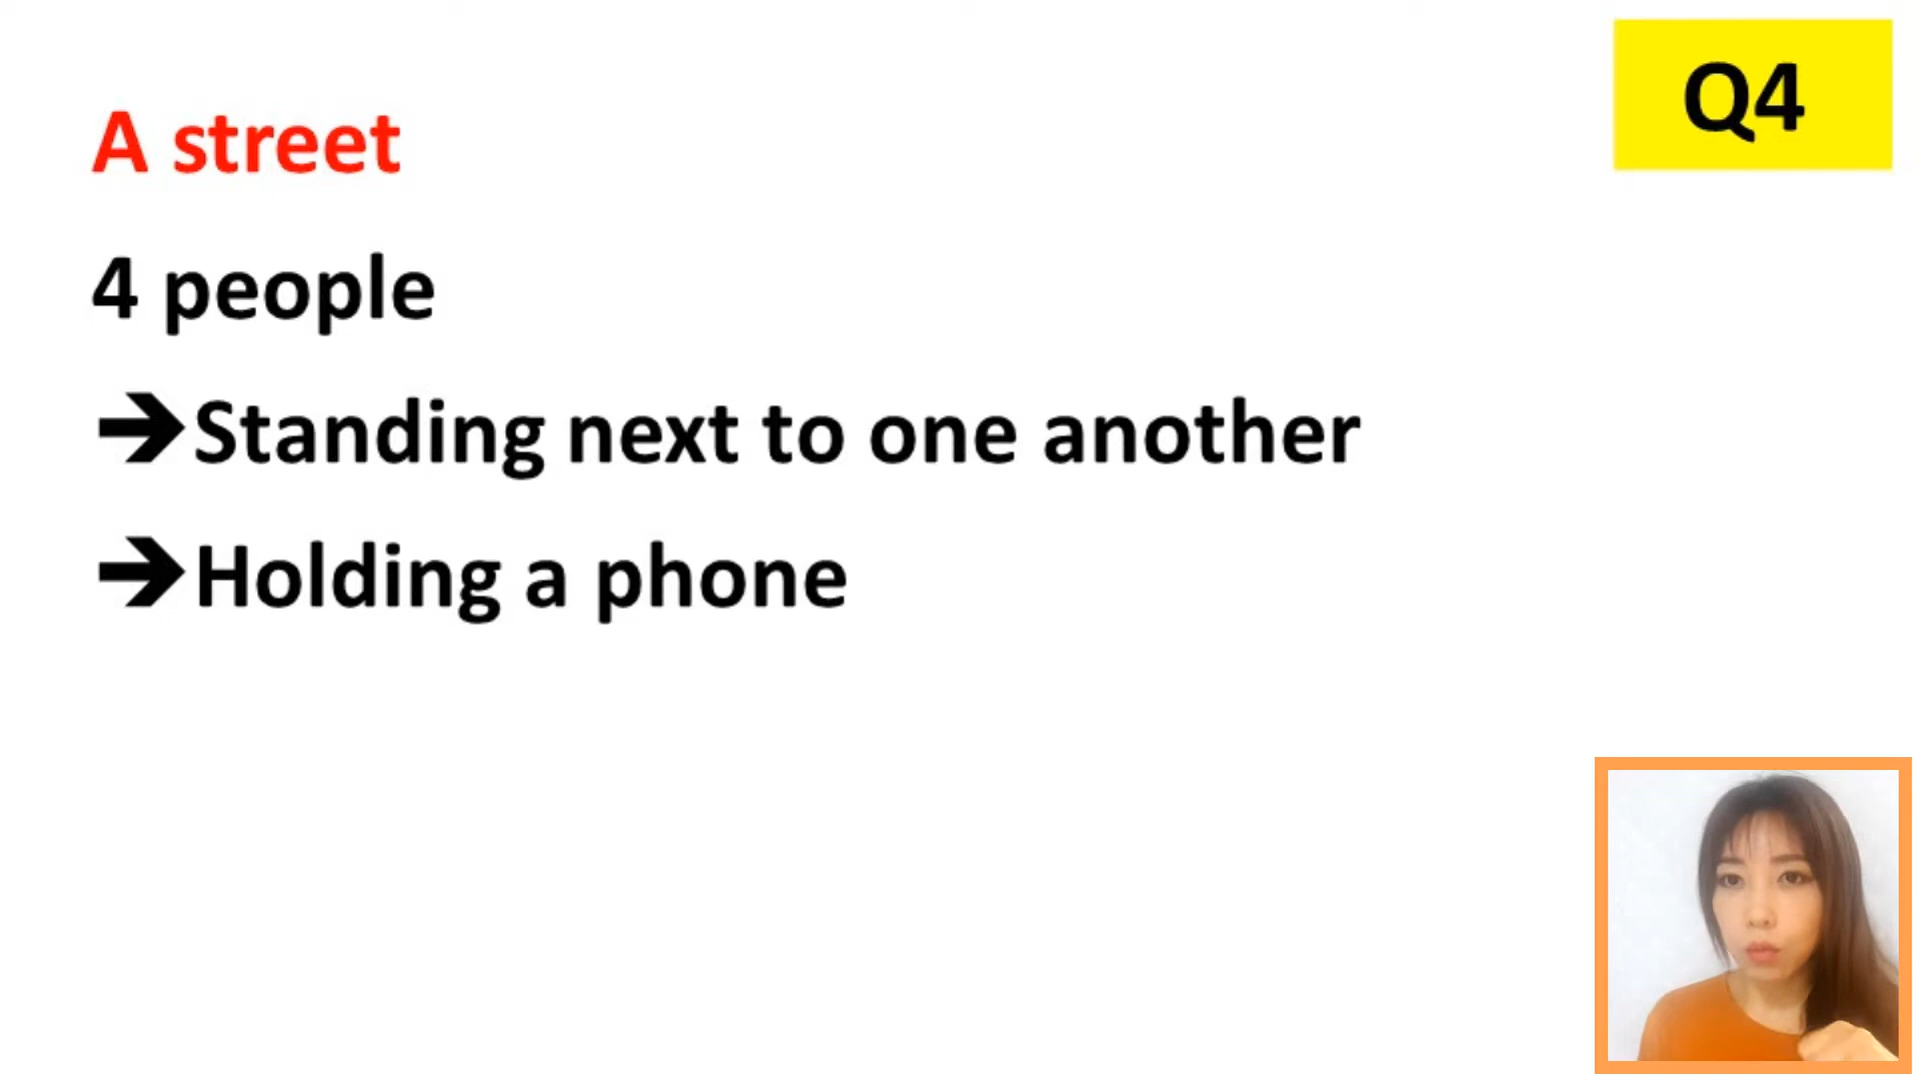 Q4
A street
4 people
➔Standing next to one another
➔Holding a phone